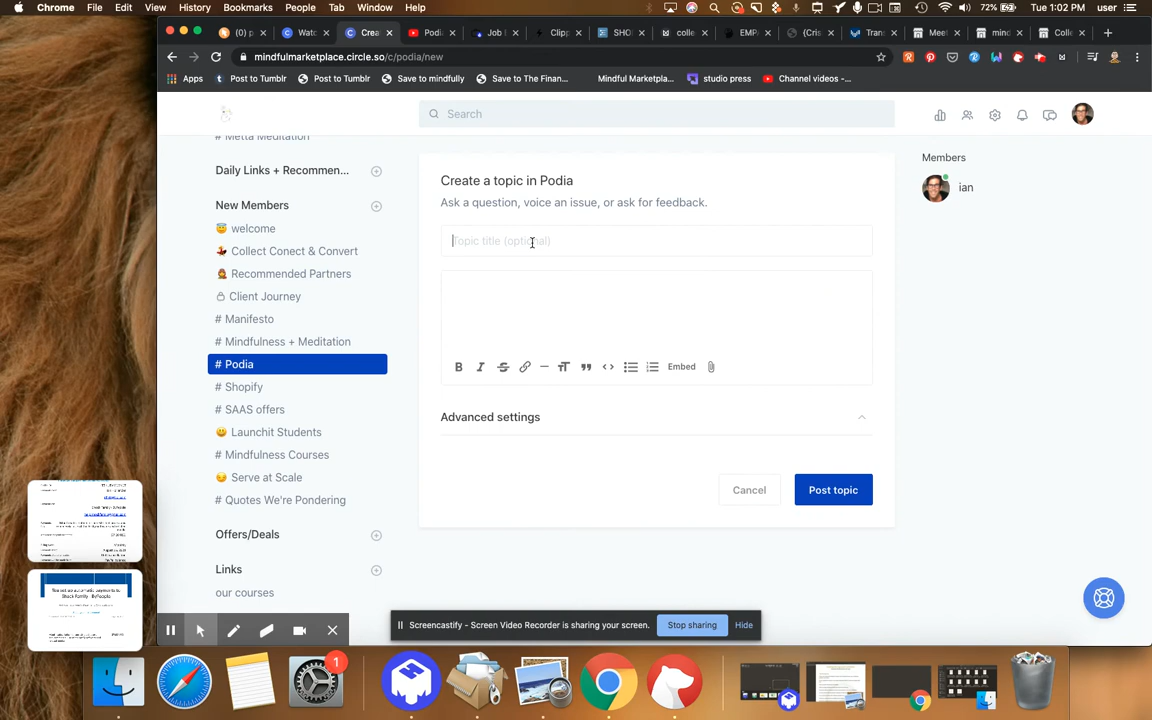 Chrome File Edit View History Bookmarks People Tab Window Help 72% Tue 1:02 PM user
(0) p Watc Crea Podi Job I Clipp SHO colle EMP (Cris Tran Meet mind Colle
mindfulmarketplace.circle.so/c/podia/new
Apps Post to Tumblr Post to Tumblr Save to mindfully Save to The Finan... Mindful Marketpla... studio press Channel videos -...
Search
# Metta Meditation
Daily Links + Recommen...
New Members
welcome
Collect Conect & Convert
Recommended Partners
Client Journey
# Manifesto
# Mindfulness + Meditation
# Podia
# Shopify
# SAAS offers
Launchit Students
# Mindfulness Courses
Serve at Scale
# Quotes We're Pondering
Offers/Deals
Links
our courses
Create a topic in Podia
Ask a question, voice an issue, or ask for feedback.
Topic title (optional)
B I S Embed
Advanced settings
Cancel Post topic
Members
ian
Screencastify - Screen Video Recorder is sharing your screen. Stop sharing Hide
1